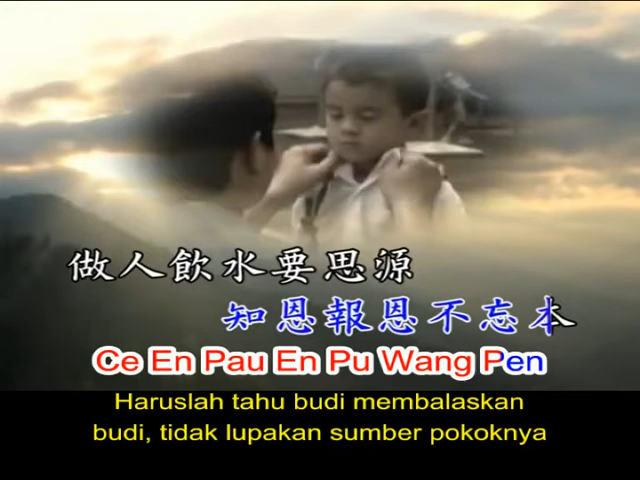 做人飲水要思源
知恩報恩不忘本
Ce En Pau En Pu Wang Pen
Haruslah tahu budi membalaskan
budi, tidak lupakan sumber pokoknya